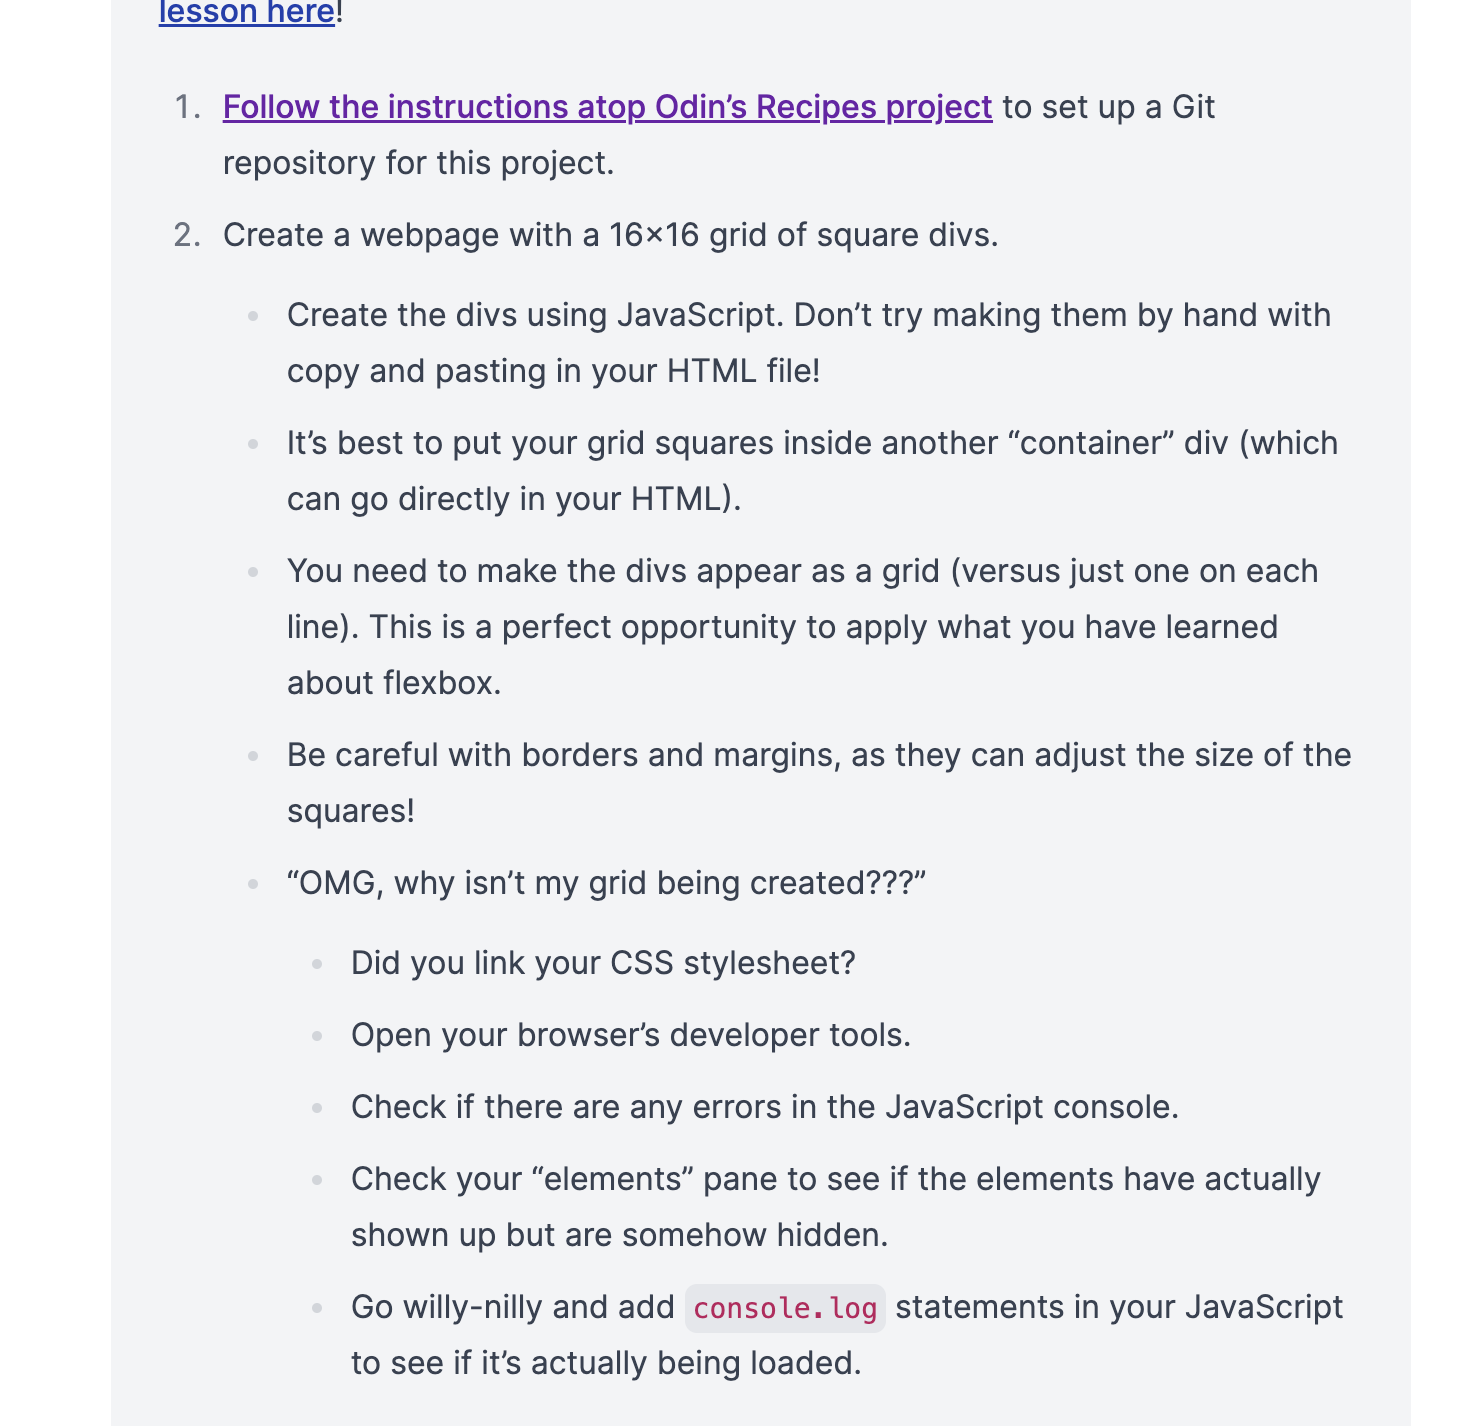 lesson here!
1. Follow the instructions atop Odin’s Recipes project to set up a Git
repository for this project.
2. Create a webpage with a 16×16 grid of square divs.
Create the divs using JavaScript. Don’t try making them by hand with
copy and pasting in your HTML file!
It’s best to put your grid squares inside another “container” div (which
can go directly in your HTML).
You need to make the divs appear as a grid (versus just one on each
line). This is a perfect opportunity to apply what you have learned
about flexbox.
Be careful with borders and margins, as they can adjust the size of the
squares!
“OMG, why isn’t my grid being created???”
Did you link your CSS stylesheet?
Open your browser’s developer tools.
Check if there are any errors in the JavaScript console.
Check your “elements” pane to see if the elements have actually
shown up but are somehow hidden.
Go willy-nilly and add console.log statements in your JavaScript
to see if it’s actually being loaded.